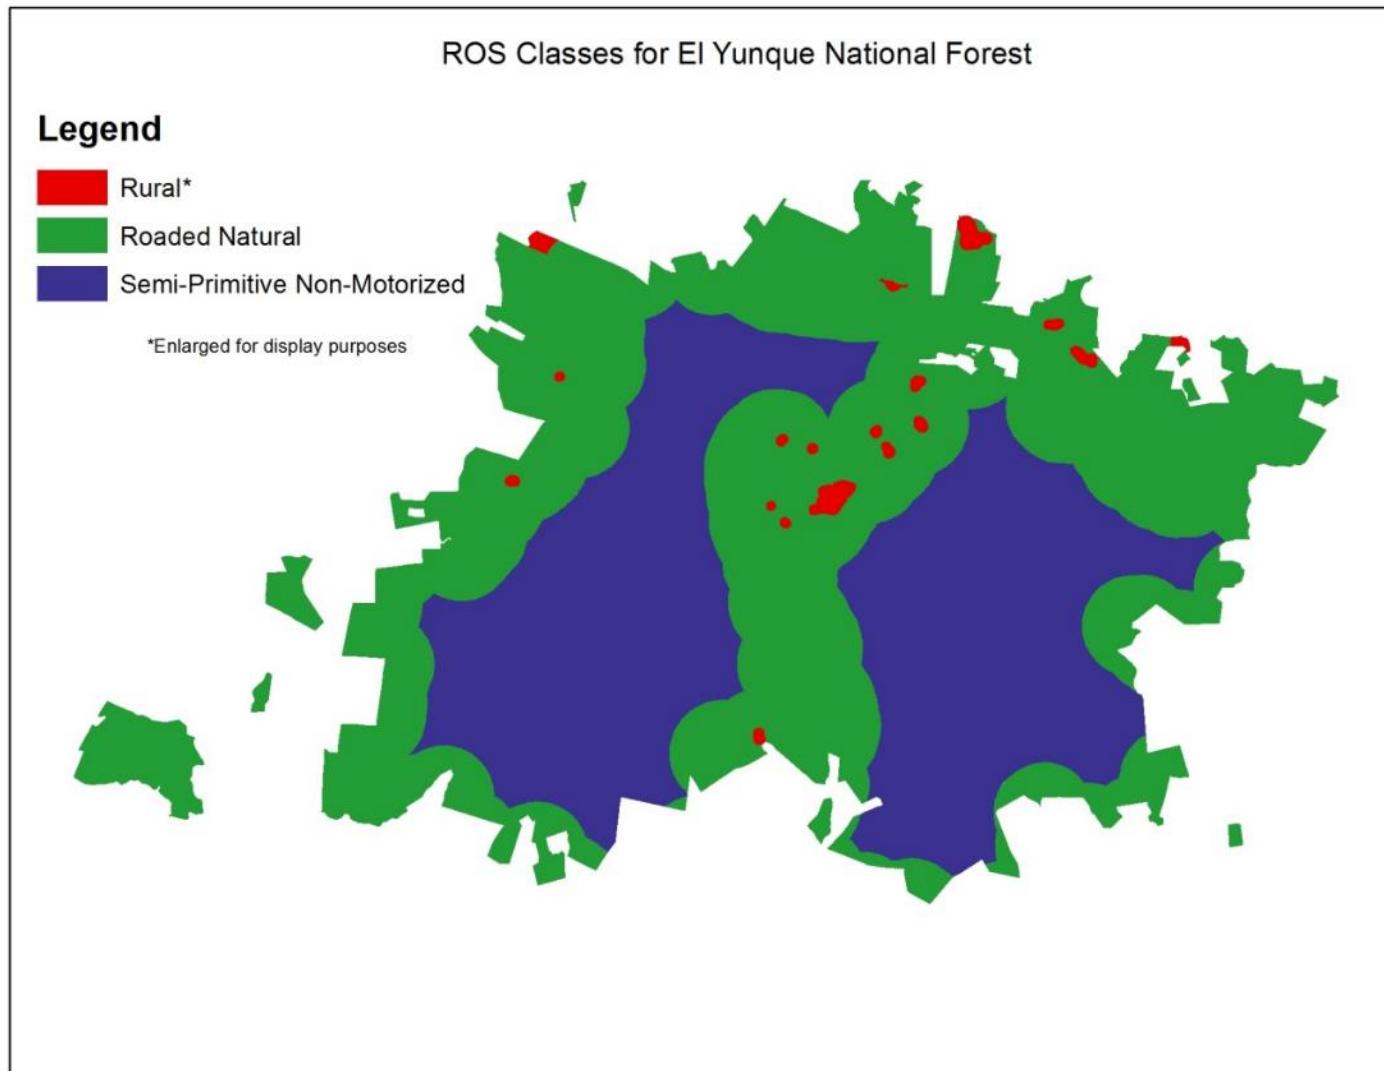 ROS Classes for El Yunque National Forest
Legend
Rural*
Roaded Natural
Semi-Primitive Non-Motorized
*Enlarged for display purposes